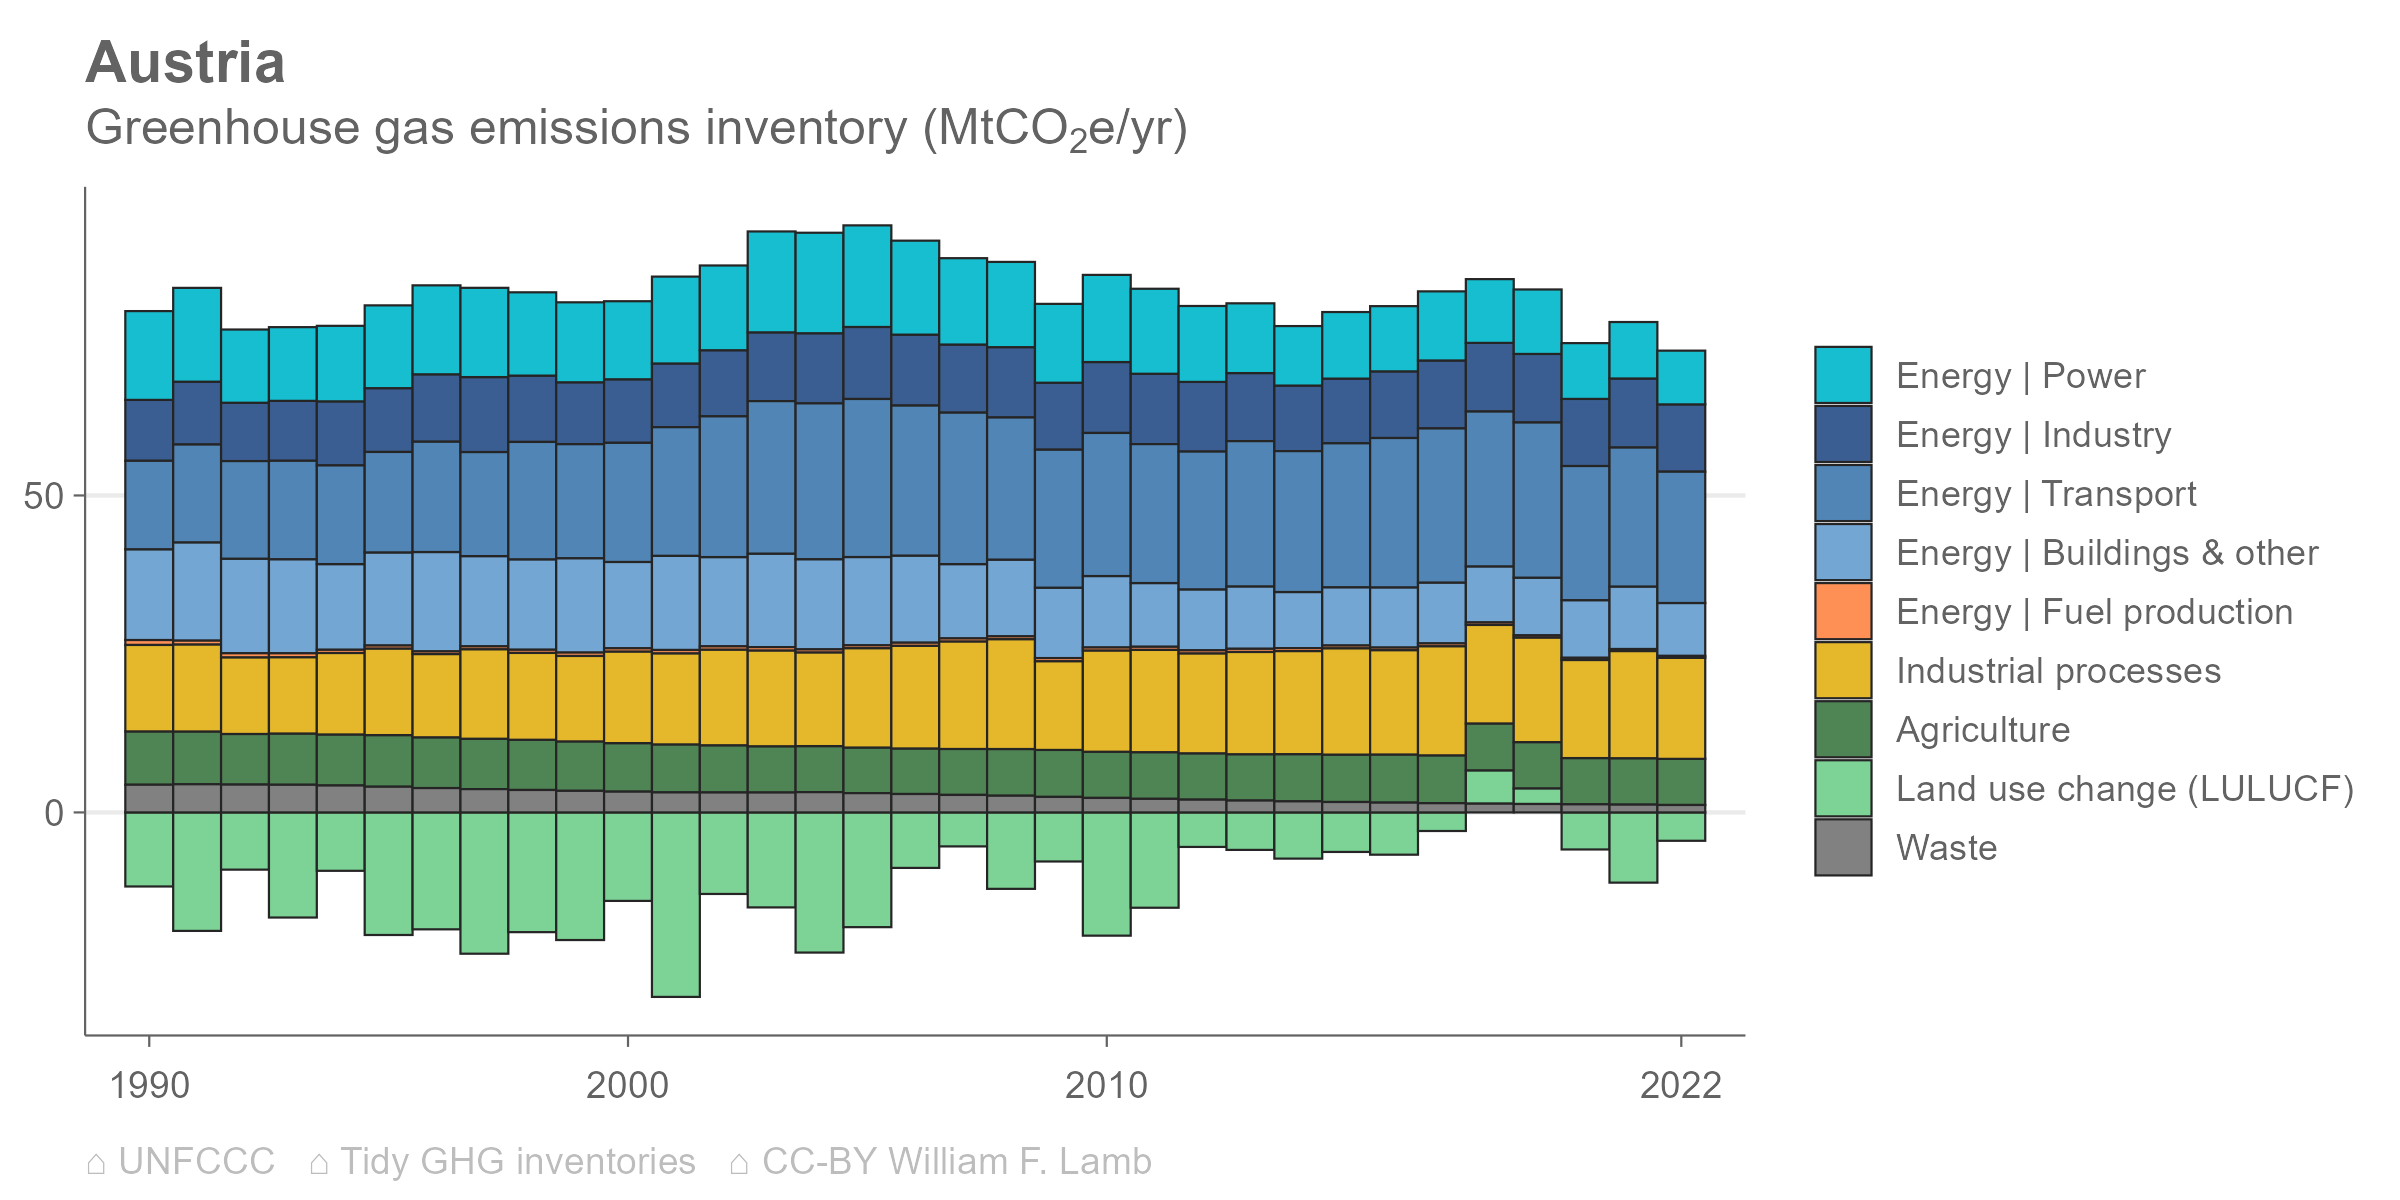 Austria
Greenhouse gas emissions inventory (MtCO₂e/yr)
50
0
1990
2000
2010
2022
Energy | Power
Energy | Industry
Energy | Transport
Energy | Buildings & other
Energy | Fuel production
Industrial processes
Agriculture
Land use change (LULUCF)
Waste
⌂ UNFCCC ⌂ Tidy GHG inventories ⌂ CC-BY William F. Lamb